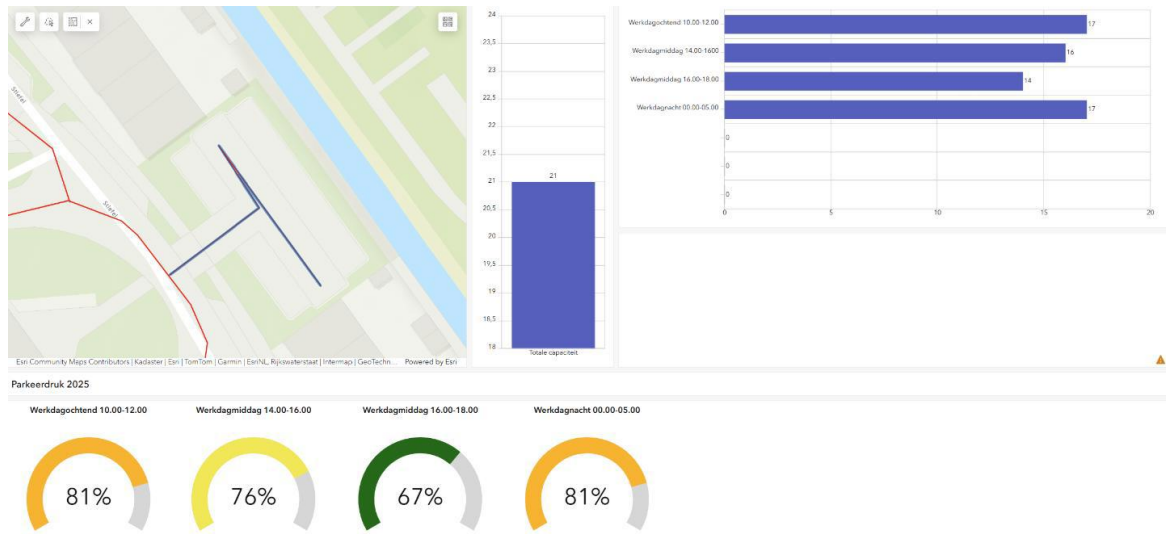 Stiefel
Stiefel
Esri Community Maps Contributors | Kadaster | Esri | TomTom | Garmin | EsriNL, Rijkswaterstaat | Intermap | GeoTechn... Powered by Esri
24
23,5
23
22,5
22
21,5
21
20,5
20
19,5
19
18,5
18
21
Totale capaciteit
Werkdagochtend 10.00-12.00
17
Werkdagmiddag 14.00-1600
16
Werkdagmiddag 16.00-18.00
14
Werkdagnacht 00.00-05.00
17
0
0
0
0 5 10 15 20
Parkeerdruk 2025
Werkdagochtend 10.00-12.00
81%
Werkdagmiddag 14.00-16.00
76%
Werkdagmiddag 16.00-18.00
67%
Werkdagnacht 00.00-05.00
81%